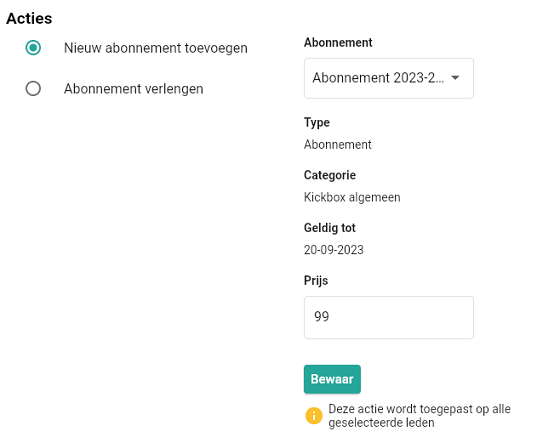 Acties
Nieuw abonnement toevoegen
Abonnement verlengen
Abonnement
Abonnement 2023-2...
Type
Abonnement
Categorie
Kickbox algemeen
Geldig tot
20-09-2023
Prijs
99
Bewaar
Deze actie wordt toegepast op alle
geselecteerde leden